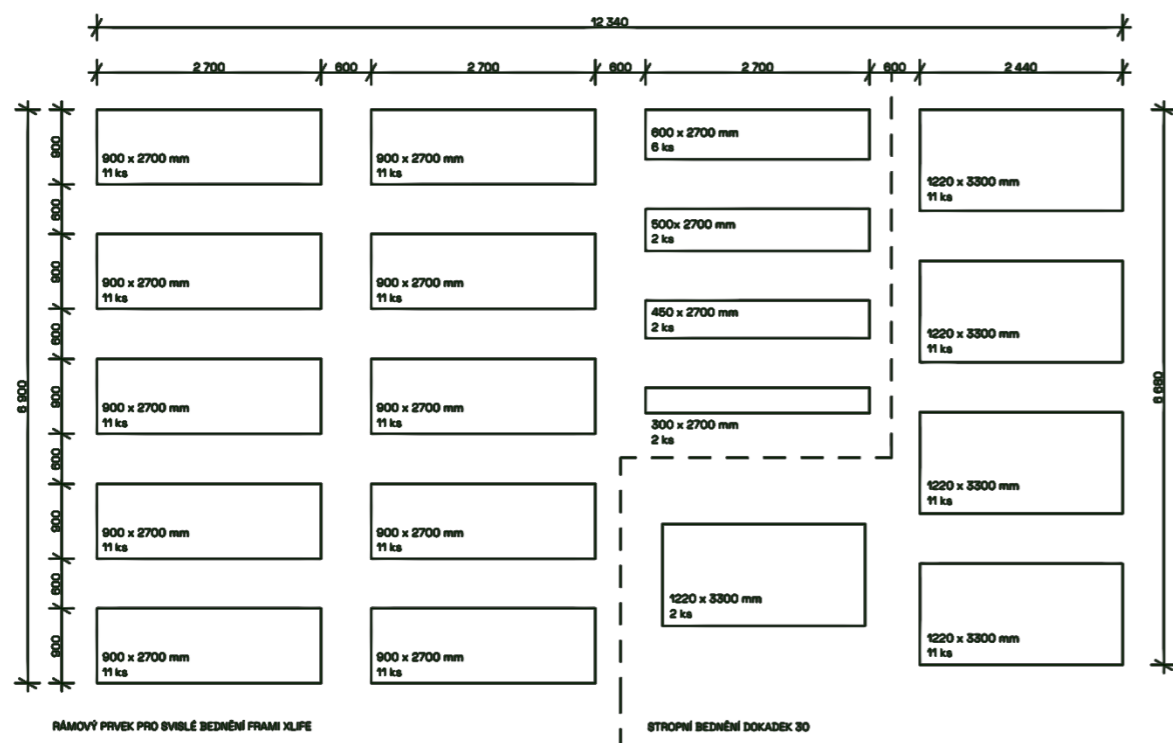 12 340
2 700
600
2 700
600
2 700
600
2 440
6 900
900
600
900
600
900
600
900
600
900
900 x 2700 mm
11 ks
900 x 2700 mm
11 ks
900 x 2700 mm
11 ks
900 x 2700 mm
11 ks
900 x 2700 mm
11 ks
900 x 2700 mm
11 ks
900 x 2700 mm
11 ks
900 x 2700 mm
11 ks
900 x 2700 mm
11 ks
900 x 2700 mm
11 ks
600 x 2700 mm
6 ks
500x 2700 mm
2 ks
450 x 2700 mm
2 ks
300 x 2700 mm
2 ks
1220 x 3300 mm
2 ks
1220 x 3300 mm
11 ks
1220 x 3300 mm
11 ks
1220 x 3300 mm
11 ks
1220 x 3300 mm
11 ks
6 680
RÁMOVÝ PRVEK PRO SVISLÉ BEDNĚNÍ FRAMI XLIFE
STROPNÍ BEDNĚNÍ DOKADEK 30